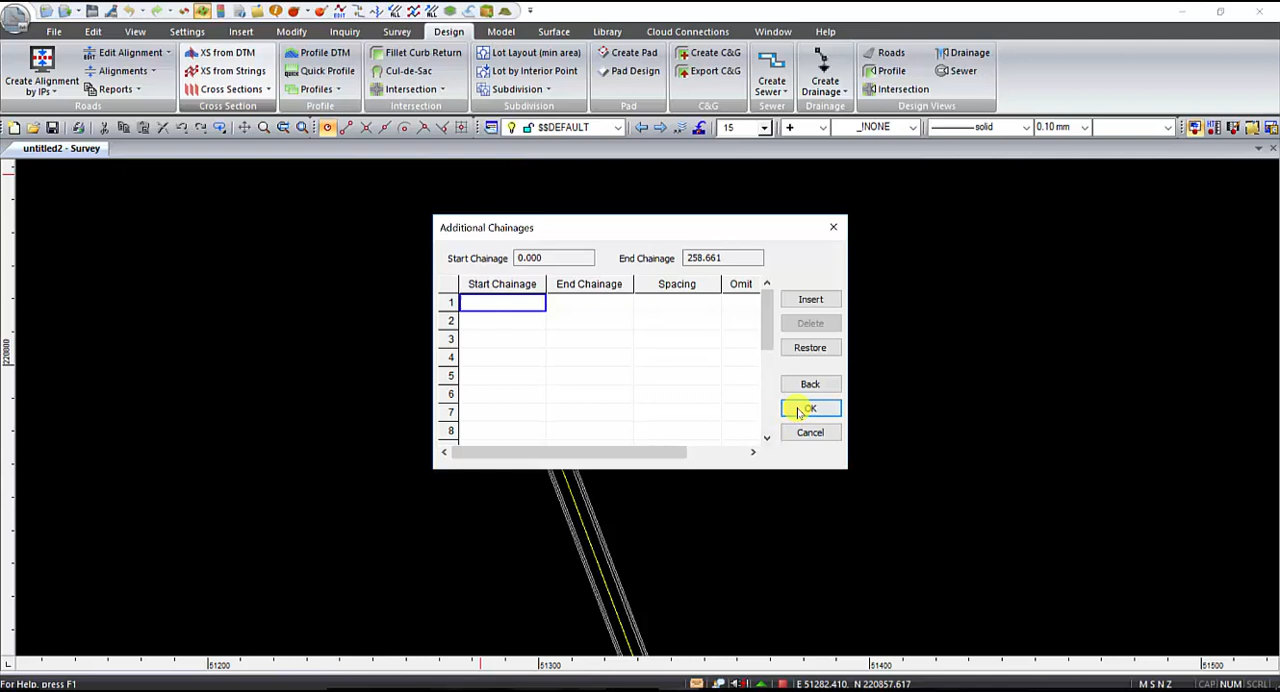 EDIT ALL ALL
File Edit View Settings Insert Modify Inquiry Survey Design Model Surface Library Cloud Connections Window Help
Create Alignment by IPs
Edit Alignment
Alignments
Reports
Roads
XS from DTM
XS from Strings
Cross Sections
Cross Section
Profile DTM
QUICK Quick Profile
Profiles
Profile
Fillet Curb Return
Cul-de-Sac
Intersection
Intersection
Lot Layout (min area)
Lot by Interior Point
Subdivision
Subdivision
Create Pad
Pad Design
Pad
Create C&G
Export C&G
C&G
Create Sewer
Sewer
Create Drainage
Drainage
Roads
Profile
Intersection
Drainage
Sewer
Design Views
$$DEFAULT 15 + _!NONE solid 0.10 mm
untitled2 - Survey
Additional Chainages
Start Chainage 0.000 End Chainage 258.661
Start Chainage End Chainage Spacing Omit
1
2
3
4
5
6
7
8
Insert
Delete
Restore
Back
OK
Cancel
220800
51200 51300 51400 51500
For Help, press F1 E 51282.410, N 220857.617 M S N Z CAP NUM SCRL